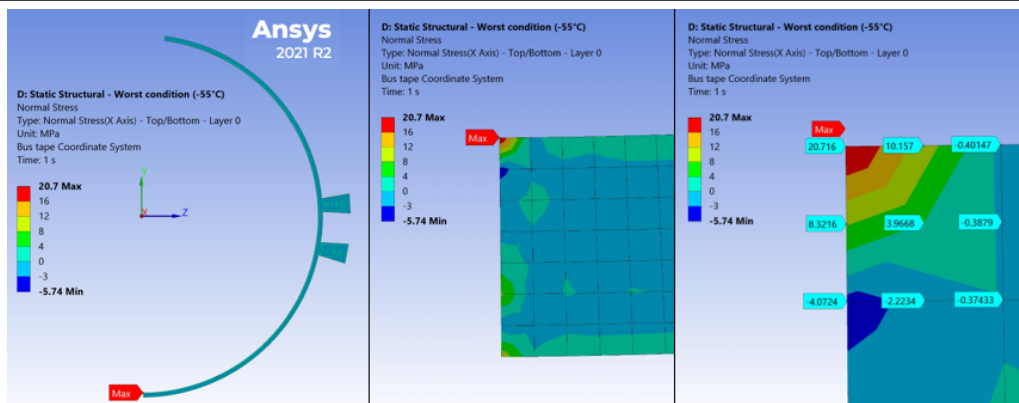 Ansys
2021 R2
D: Static Structural - Worst condition (-55°C)
Normal Stress
Type: Normal Stress(X Axis) - Top/Bottom - Layer 0
Unit: MPa
Bus tape Coordinate System
Time: 1 s
20.7 Max
16
12
8
4
0
-3
-5.74 Min
Y
X
Z
Max
D: Static Structural - Worst condition (-55°C)
Normal Stress
Type: Normal Stress(X Axis) - Top/Bottom - Layer 0
Unit: MPa
Bus tape Coordinate System
Time: 1 s
20.7 Max
16
12
8
4
0
-3
-5.74 Min
Max
D: Static Structural - Worst condition (-55°C)
Normal Stress
Type: Normal Stress(X Axis) - Top/Bottom - Layer 0
Unit: MPa
Bus tape Coordinate System
Time: 1 s
20.7 Max
16
12
8
4
0
-3
-5.74 Min
Max
20.716 10.157 -0.40147
8.3216 3.9668 -0.3879
-4.0724 -2.2234 -0.37433